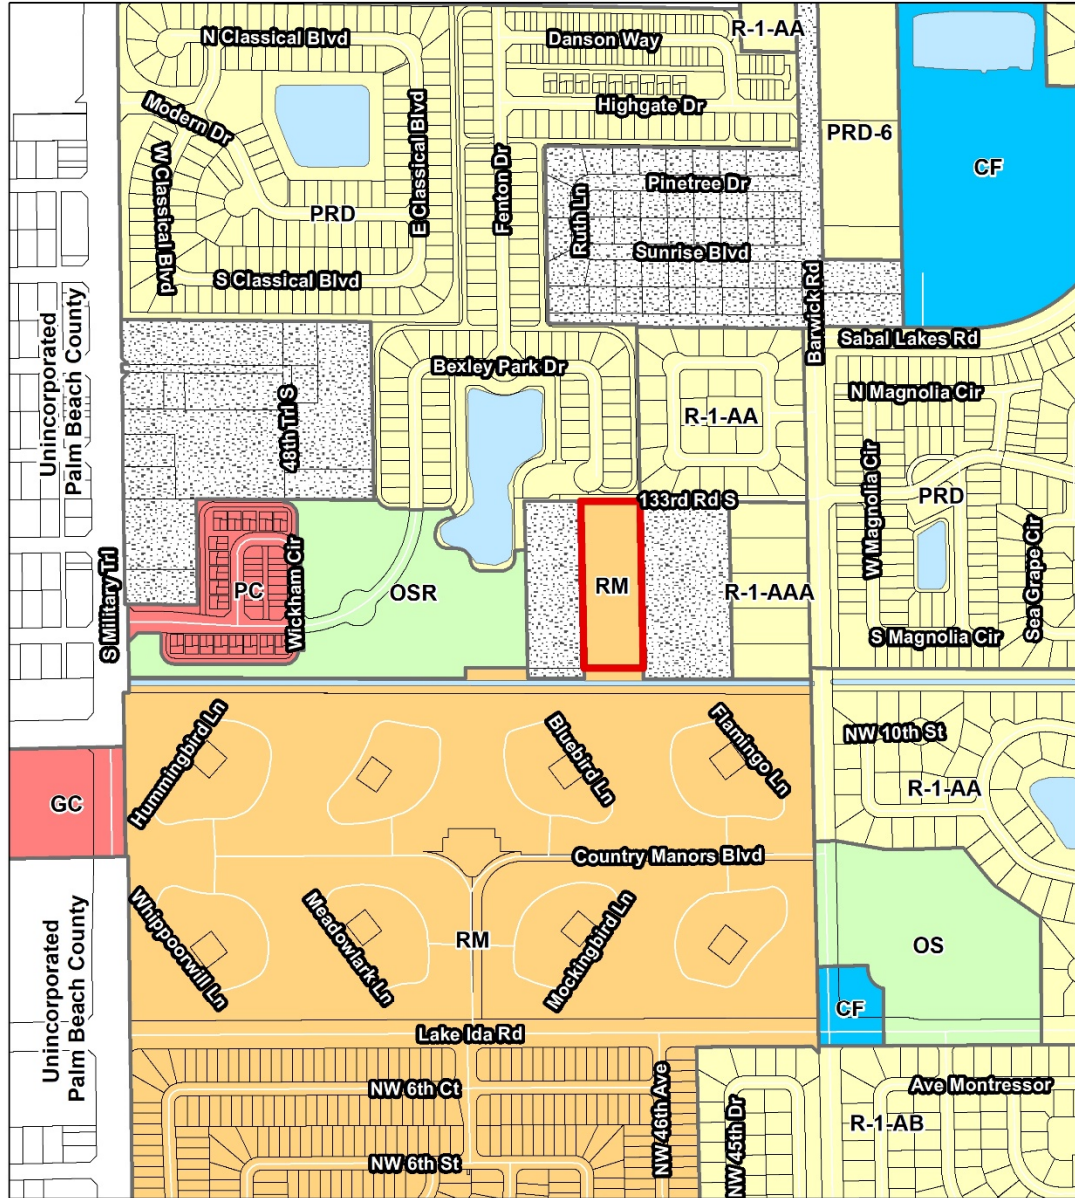 R-1-AA
N Classical Blvd
Danson Way
Modern Dr
Highgate Dr
PRD-6
CF
W Classical Blvd
E Classical Blvd
Fenton Dr
Ruth Ln
Pinetree Dr
PRD
Sunrise Blvd
S Classical Blvd
Barwick Rd
Unincorporated
Palm Beach County
Sabal Lakes Rd
Bexley Park Dr
N Magnolia Cir
48th Trl S
R-1-AA
W Magnolia Cir
PRD
133rd Rd S
Sea Grape Cir
S Military Trl
PC
Wickham Cir
OSR
RM
R-1-AAA
S Magnolia Cir
Hummingbird Ln
Bluebird Ln
Flamingo Ln
NW 10th St
R-1-AA
GC
Country Manors Blvd
Whippoorwill Ln
Meadowlark Ln
RM
Mockingbird Ln
OS
Unincorporated
Palm Beach County
CF
Lake Ida Rd
NW 6th Ct
NW 46th Ave
NW 45th Dr
Ave Montressor
R-1-AB
NW 6th St